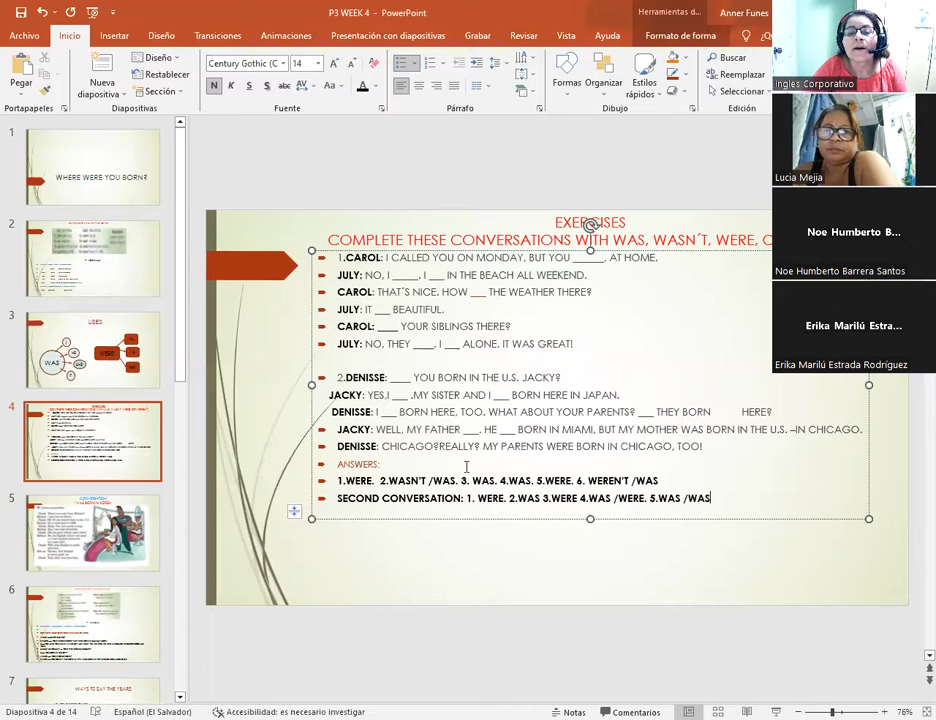 P3 WEEK 4 - PowerPoint
Herramientas d...
Anner Funes
Archivo Inicio Insertar Diseño Transiciones Animaciones Presentación con diapositivas Grabar Revisar Vista Ayuda Formato de forma
Pegar
Portapapeles
Nueva diapositiva
Diseño
Restablecer
Sección
Diapositivas
Century Gothic (C 14
N K S abc AV Aa A
Fuente
Párrafo
Formas Organizar Estilos rápidos
Dibujo
Buscar
Reemplazar
Seleccionar
Edición
Ingles Corporativo
Lucia Mejia
Noe Humberto B...
Noe Humberto Barrera Santos
Erika Marilú Estra...
Erika Marilú Estrada Rodríguez
1
WHERE WERE YOU BORN?
2
3
USES
WAS
WERE
4
5
CONVERSATION
6
7
WAYS TO SAY THE YEARS
EXERCISES
COMPLETE THESE CONVERSATIONS WITH WAS, WASN´T, WERE, O
1.CAROL: I CALLED YOU ON MONDAY, BUT YOU _____, AT HOME.
JULY: NO, I _____. I ___ IN THE BEACH ALL WEEKEND.
CAROL: THAT´S NICE. HOW ___ THE WEATHER THERE?
JULY: IT ___ BEAUTIFUL.
CAROL: ____ YOUR SIBLINGS THERE?
JULY: NO, THEY ____. I ___ ALONE. IT WAS GREAT!
2.DENISSE: ____ YOU BORN IN THE U.S. JACKY?
JACKY: YES,I ___ .MY SISTER AND I ___ BORN HERE IN JAPAN.
DENISSE: I ___ BORN HERE, TOO. WHAT ABOUT YOUR PARENTS? ___ THEY BORN HERE?
JACKY: WELL, MY FATHER ___. HE ___ BORN IN MIAMI, BUT MY MOTHER WAS BORN IN THE U.S. –IN CHICAGO.
DENISSE: CHICAGO?REALLY? MY PARENTS WERE BORN IN CHICAGO, TOO!
ANSWERS:
1.WERE. 2.WASN'T /WAS. 3. WAS. 4.WAS. 5.WERE. 6. WEREN'T /WAS
SECOND CONVERSATION: 1. WERE. 2.WAS 3.WERE 4.WAS /WERE. 5.WAS /WAS
Diapositiva 4 de 14 Español (El Salvador) Accesibilidad: es necesario investigar Notas Comentarios 76%